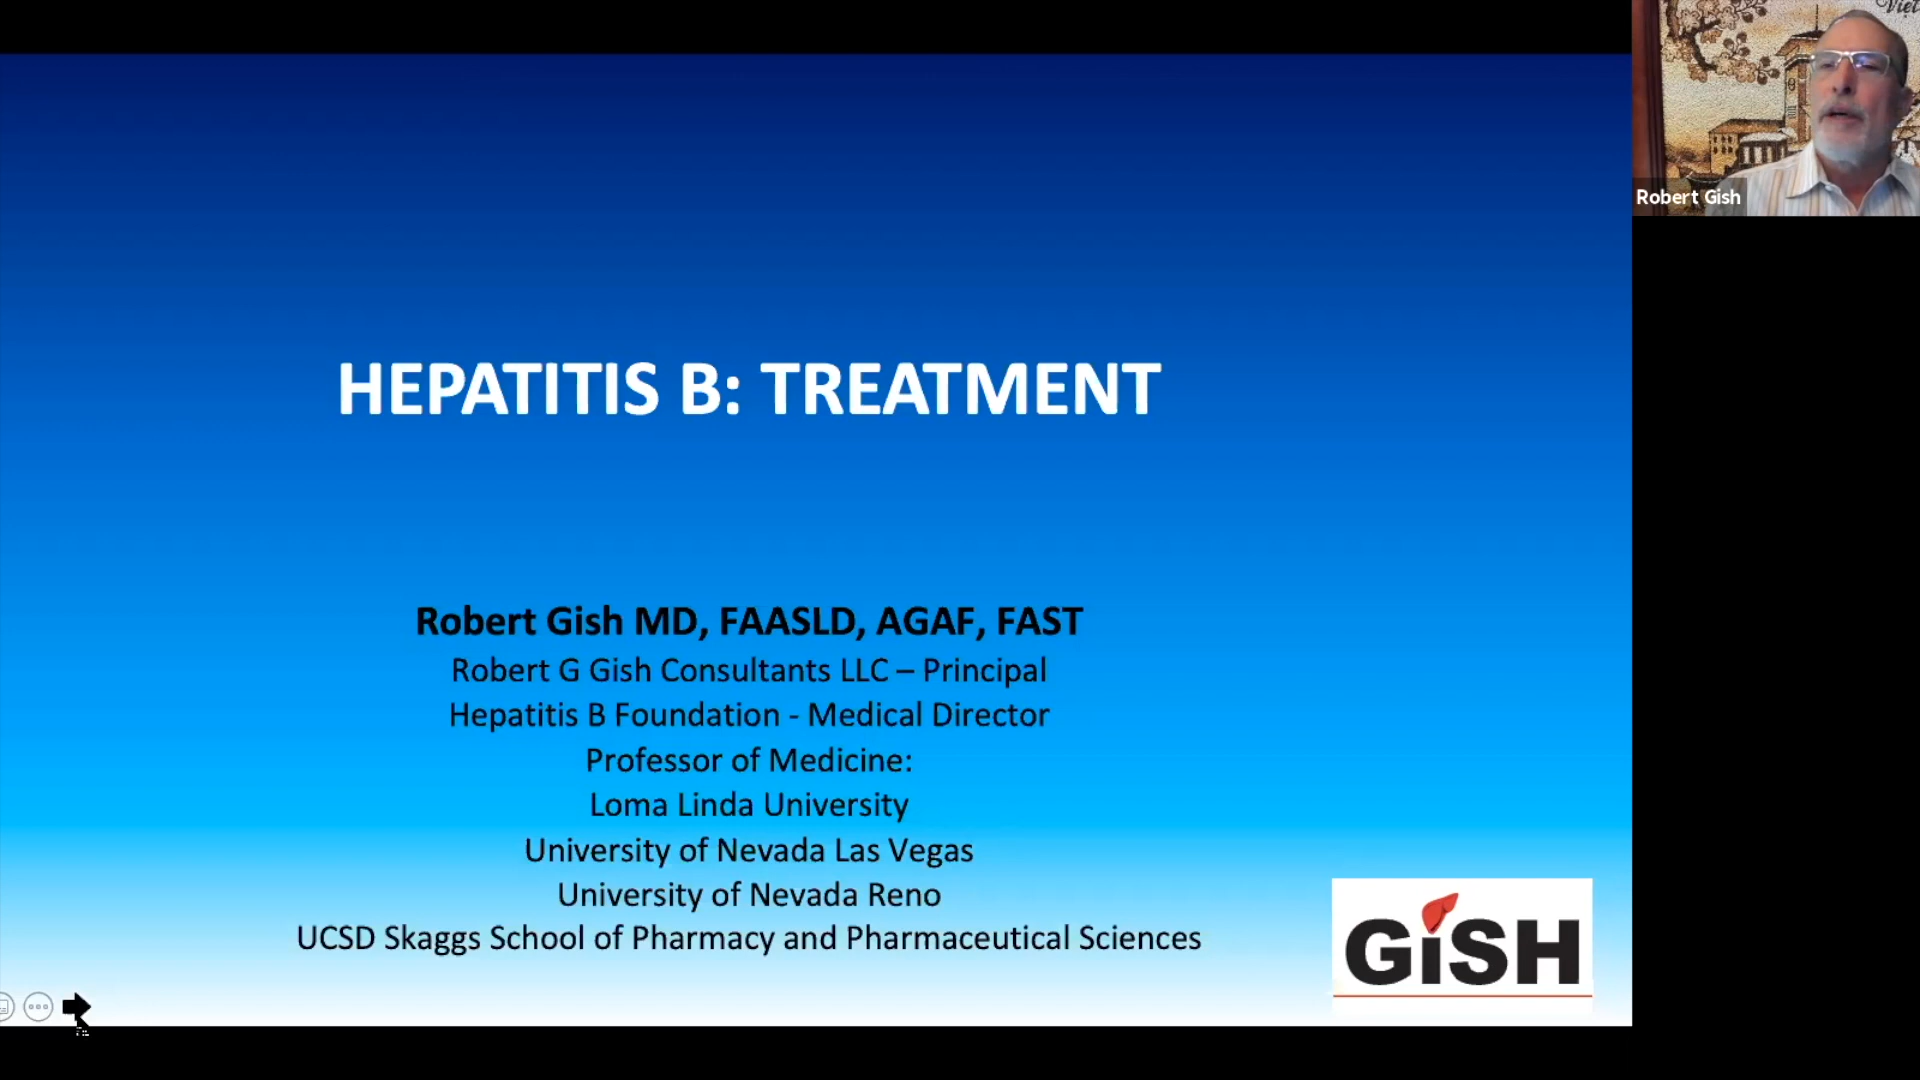 HEPATITIS B: TREATMENT
Robert Gish MD, FAASLD, AGAF, FAST
Robert G Gish Consultants LLC – Principal
Hepatitis B Foundation - Medical Director
Professor of Medicine:
Loma Linda University
University of Nevada Las Vegas
University of Nevada Reno
UCSD Skaggs School of Pharmacy and Pharmaceutical Sciences
GiSH
Việt
Robert Gish